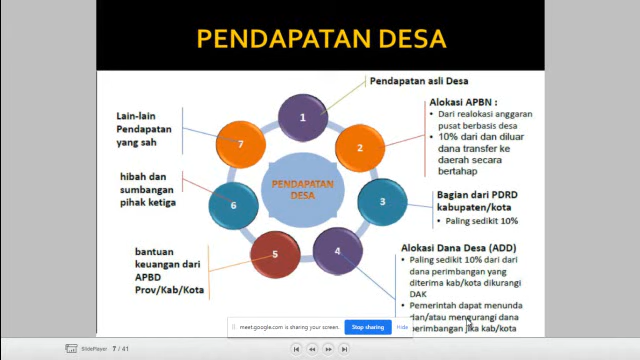 PENDAPATAN DESA
1
Pendapatan asli Desa
2
Alokasi APBN :
• Dari realokasi anggaran
pusat berbasis desa
• 10% dari dan diluar
dana transfer ke
daerah secara
bertahap
3
Bagian dari PDRD
kabupaten/kota
• Paling sedikit 10%
4
Alokasi Dana Desa (ADD)
• Paling sedikit 10% dari dari
dana perimbangan yang
diterima kab/kota dikurangi
DAK
• Pemerintah dapat menunda
dan/atau mengurangi dana
perimbangan jika kab/kota
5
bantuan
keuangan dari
APBD
Prov/Kab/Kota
6
hibah dan
sumbangan
pihak ketiga
7
Lain-lain
Pendapatan
yang sah
PENDAPATAN
DESA
meet.google.com is sharing your screen.
Stop sharing
Hide
SlidePlayer
7 / 41